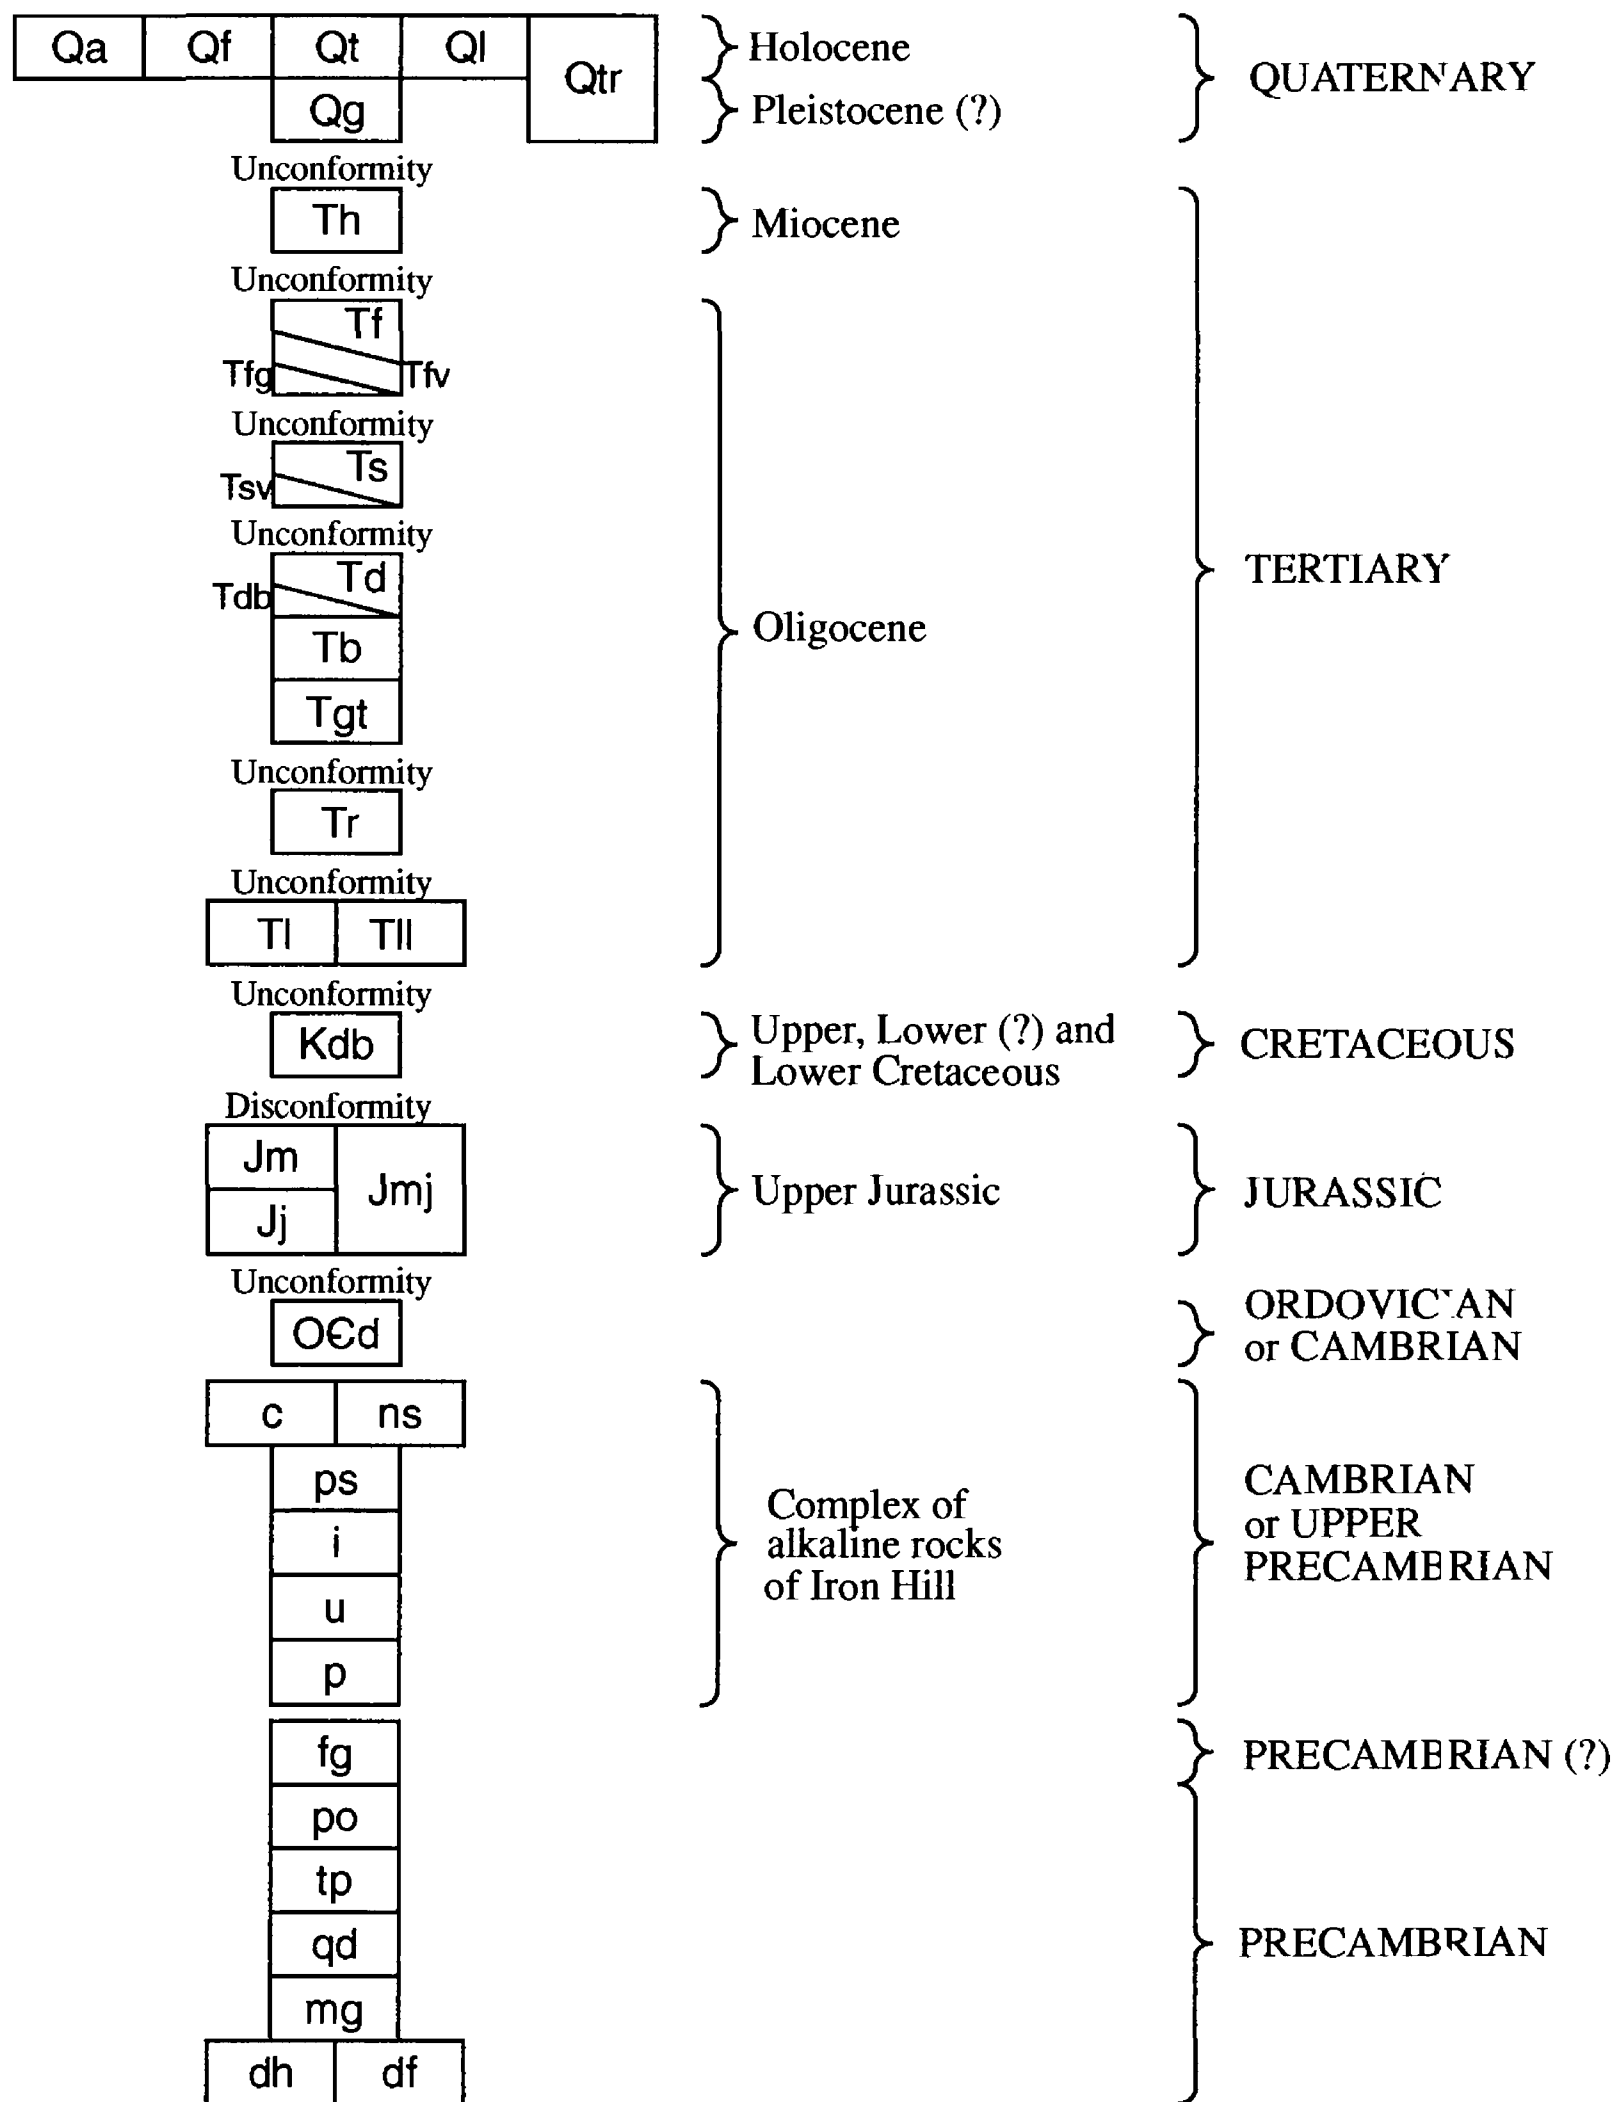 Qa Qf Qt Ql Qtr
Holocene
QUATERNARY
Qg
Pleistocene (?)
Unconformity
Th
Miocene
Unconformity
Tf
Tfg Tfv
Unconformity
Ts
Tsv
Unconformity
Td
Tdb
Tb
Tgt
Oligocene
TERTIARY
Unconformity
Tr
Unconformity
Tl Tll
Unconformity
Kdb
Upper, Lower (?) and
Lower Cretaceous
CRETACEOUS
Disconformity
Jm
Jmj
Jj
Upper Jurassic
JURASSIC
Unconformity
OЄd
ORDOVICIAN
or CAMBRIAN
c ns
ps
i
u
p
Complex of
alkaline rocks
of Iron Hill
CAMBRIAN
or UPPER
PRECAMBRIAN
fg
PRECAMBRIAN (?)
po
tp
qd
mg
dh df
PRECAMBRIAN